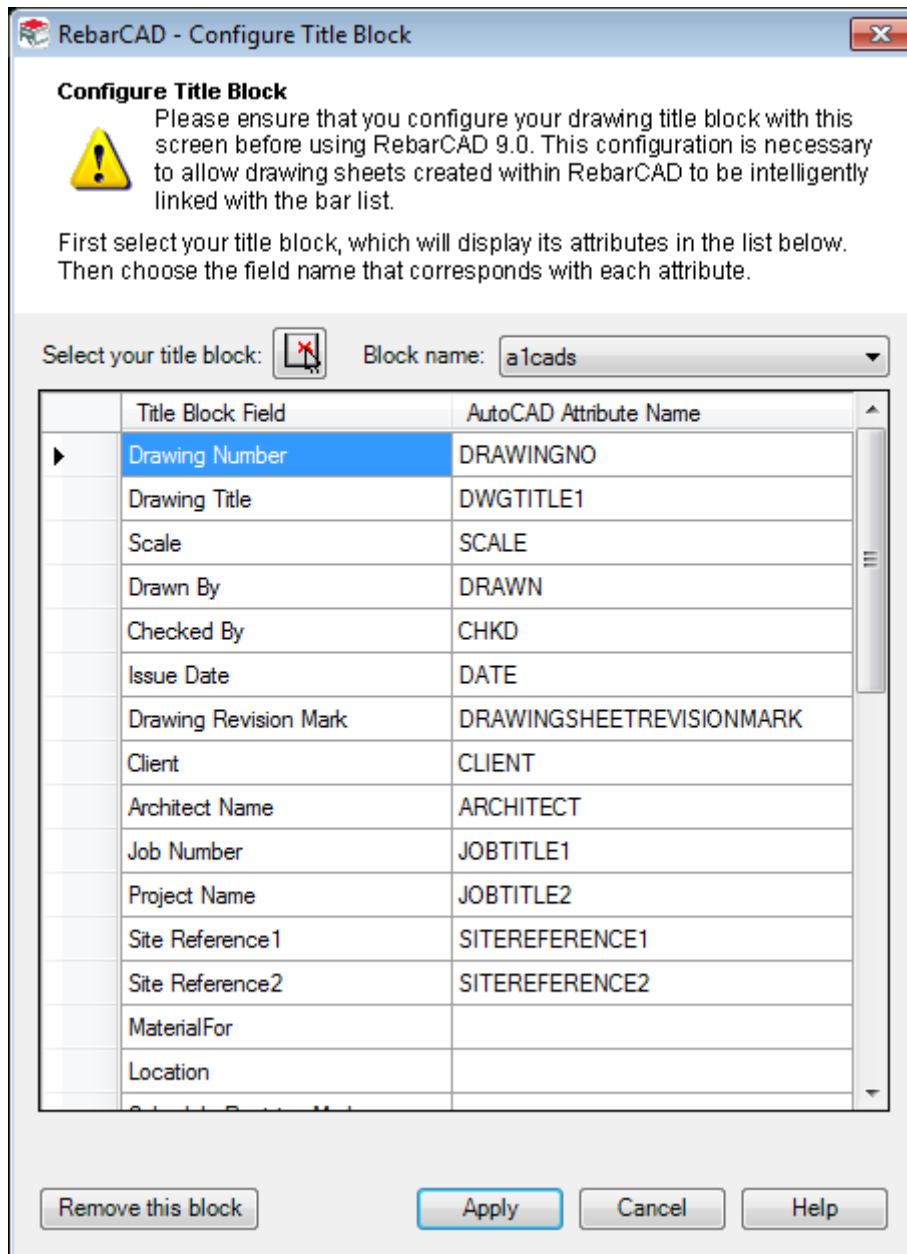 RebarCAD - Configure Title Block
Configure Title Block
Please ensure that you configure your drawing title block with this
screen before using RebarCAD 9.0. This configuration is necessary
to allow drawing sheets created within RebarCAD to be intelligently
linked with the bar list.
First select your title block, which will display its attributes in the list below.
Then choose the field name that corresponds with each attribute.
Select your title block: Block name: a1cads
Title Block Field AutoCAD Attribute Name
Drawing Number DRAWINGNO
Drawing Title DWGTITLE1
Scale SCALE
Drawn By DRAWN
Checked By CHKD
Issue Date DATE
Drawing Revision Mark DRAWINGSHEETREVISIONMARK
Client CLIENT
Architect Name ARCHITECT
Job Number JOBTITLE1
Project Name JOBTITLE2
Site Reference1 SITEREFERENCE1
Site Reference2 SITEREFERENCE2
MaterialFor
Location
Remove this block Apply Cancel Help